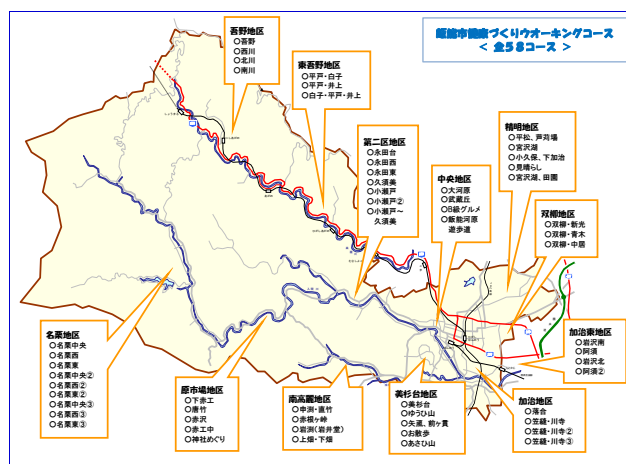 飯能市健康づくりウオーキングコース
< 全58コース >
吾野地区
○吾野
○西川
○北川
○南川
東吾野地区
○平戸・白子
○平戸・井上
○白子・平戸・井上
第二区地区
○永田台
○永田西
○永田東
○久須美
○小瀬戸
○小瀬戸②
○小瀬戸～
久須美
中央地区
○大河原
○武蔵丘
○B級グルメ
○飯能河原
遊歩道
精明地区
○平松、芦苅場
○宮沢湖
○小久保、下加治
○見晴らし
○宮沢湖、田園
双柳地区
○双柳・新光
○双柳・青木
○双柳・中居
加治東地区
○岩沢南
○阿須
○岩沢北
○阿須②
名栗地区
○名栗中央
○名栗西
○名栗東
○名栗中央②
○名栗西②
○名栗東②
○名栗中央③
○名栗西③
○名栗東③
原市場地区
○下赤工
○唐竹
○赤沢
○赤工中
○神社めぐり
南高麗地区
○苅渕・直竹
○赤根ヶ峠
○岩渕(岩井堂)
○上畑・下畑
美杉台地区
○美杉台
○ゆうひ山
○矢颪、前ヶ貫
○お散歩
○あさひ山
加治地区
○落合
○笠縫・川寺
○笠縫・川寺②
○笠縫・川寺③